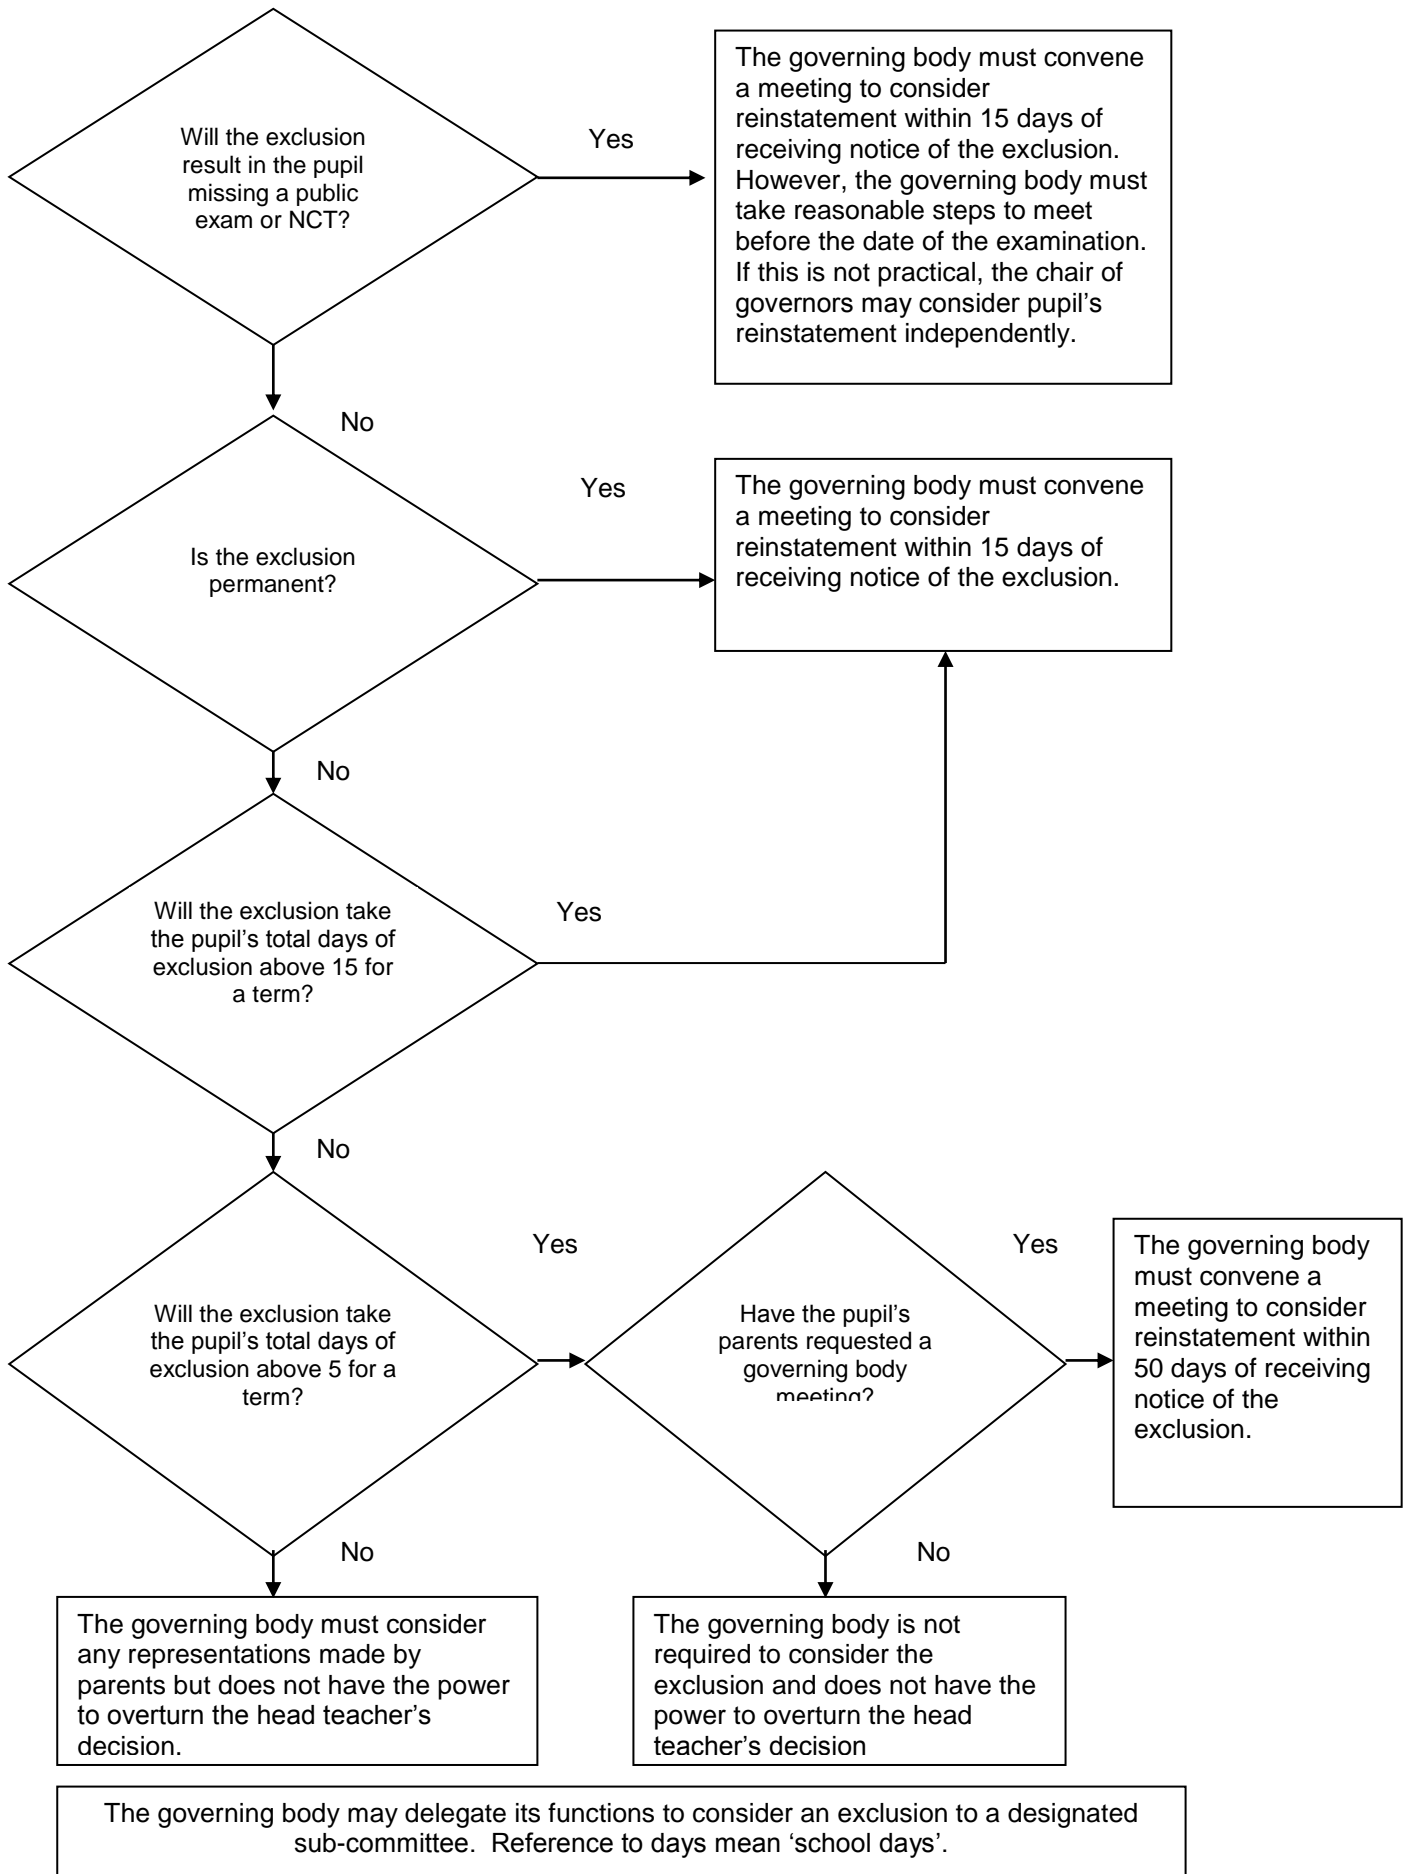 Will the exclusion
result in the pupil
missing a public
exam or NCT?
Yes
The governing body must convene
a meeting to consider
reinstatement within 15 days of
receiving notice of the exclusion.
However, the governing body must
take reasonable steps to meet
before the date of the examination.
If this is not practical, the chair of
governors may consider pupil’s
reinstatement independently.
No
Is the exclusion
permanent?
Yes
The governing body must convene
a meeting to consider
reinstatement within 15 days of
receiving notice of the exclusion.
No
Will the exclusion take
the pupil’s total days of
exclusion above 15 for
a term?
Yes
No
Will the exclusion take
the pupil’s total days of
exclusion above 5 for a
term?
Yes
Have the pupil’s
parents requested a
governing body
meeting?
Yes
The governing body
must convene a
meeting to consider
reinstatement within
50 days of receiving
notice of the
exclusion.
No
The governing body must consider
any representations made by
parents but does not have the power
to overturn the head teacher’s
decision.
No
The governing body is not
required to consider the
exclusion and does not have the
power to overturn the head
teacher’s decision
The governing body may delegate its functions to consider an exclusion to a designated
sub-committee.  Reference to days mean ‘school days’.